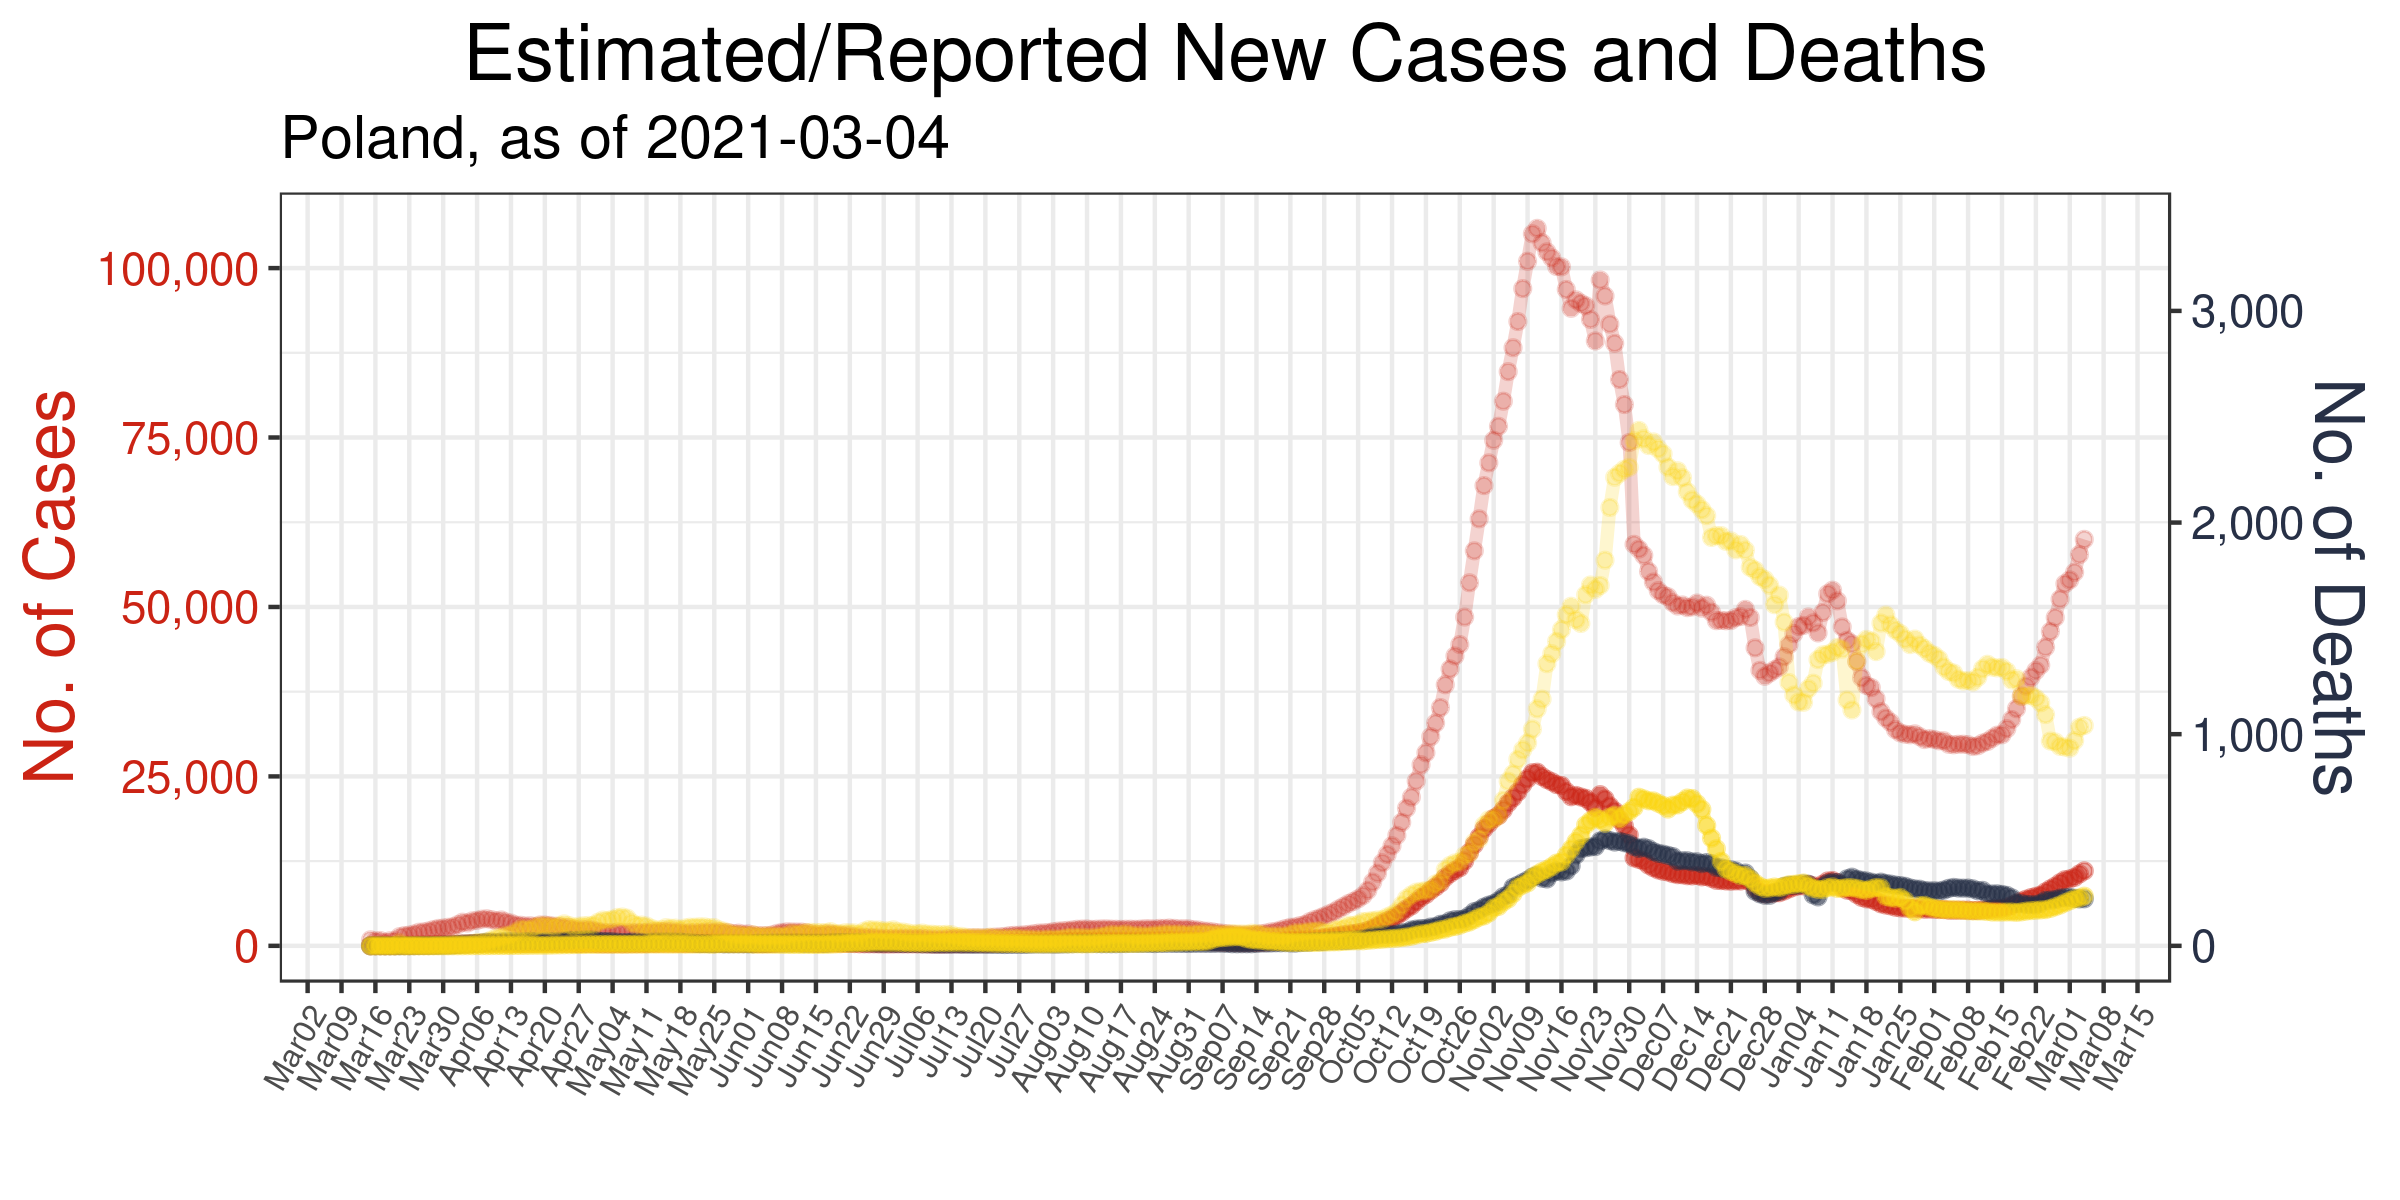 Estimated/Reported New Cases and Deaths
Poland, as of 2021-03-04
No. of Cases
100,000
75,000
50,000
25,000
0
3,000
2,000
1,000
0
No. of Deaths
Mar02
Mar09
Mar16
Mar23
Mar30
Apr06
Apr13
Apr20
Apr27
May04
May11
May18
May25
Jun01
Jun08
Jun15
Jun22
Jun29
Jul06
Jul13
Jul20
Jul27
Aug03
Aug10
Aug17
Aug24
Aug31
Sep07
Sep14
Sep21
Sep28
Oct05
Oct12
Oct19
Oct26
Nov02
Nov09
Nov16
Nov23
Nov30
Dec07
Dec14
Dec21
Dec28
Jan04
Jan11
Jan18
Jan25
Feb01
Feb08
Feb15
Feb22
Mar01
Mar08
Mar15